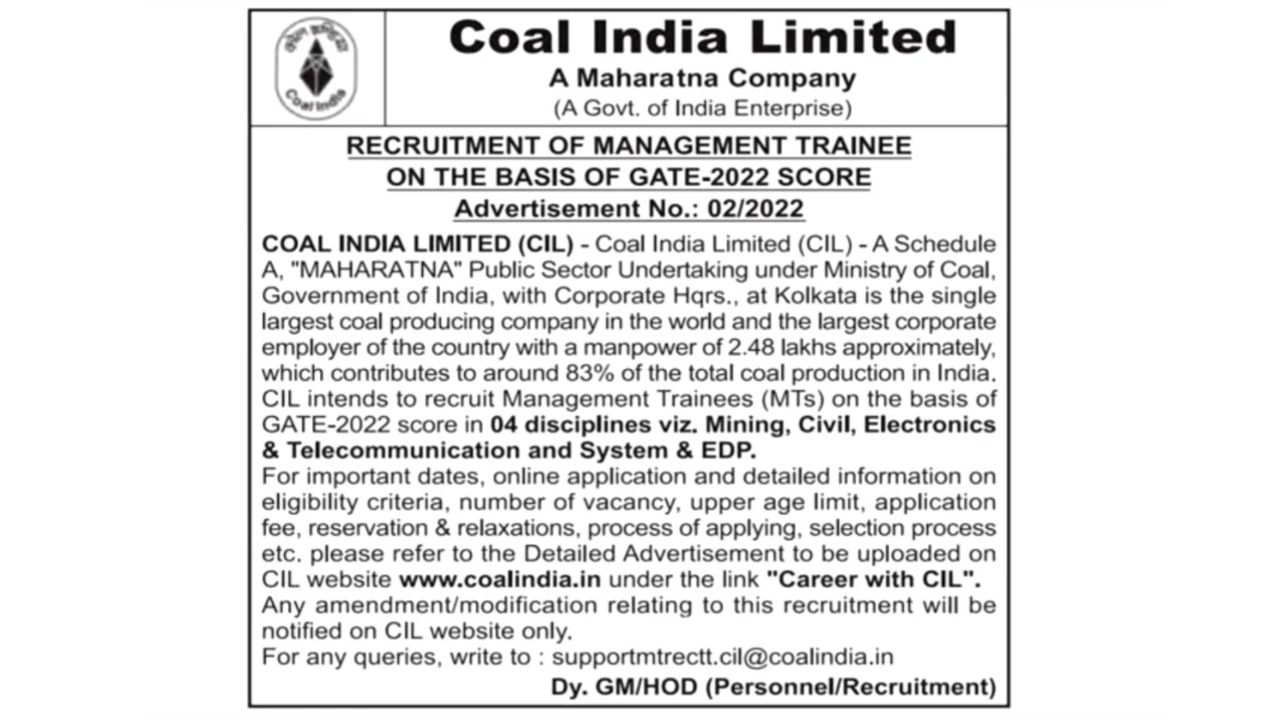 कोल इण्डिया
Coal India
Coal India Limited
A Maharatna Company
(A Govt. of India Enterprise)
RECRUITMENT OF MANAGEMENT TRAINEE
ON THE BASIS OF GATE-2022 SCORE
Advertisement No.: 02/2022
COAL INDIA LIMITED (CIL) - Coal India Limited (CIL) - A Schedule
A, "MAHARATNA" Public Sector Undertaking under Ministry of Coal,
Government of India, with Corporate Hqrs., at Kolkata is the single
largest coal producing company in the world and the largest corporate
employer of the country with a manpower of 2.48 lakhs approximately,
which contributes to around 83% of the total coal production in India.
CIL intends to recruit Management Trainees (MTs) on the basis of
GATE-2022 score in 04 disciplines viz. Mining, Civil, Electronics
& Telecommunication and System & EDP.
For important dates, online application and detailed information on
eligibility criteria, number of vacancy, upper age limit, application
fee, reservation & relaxations, process of applying, selection process
etc. please refer to the Detailed Advertisement to be uploaded on
CIL website www.coalindia.in under the link "Career with CIL".
Any amendment/modification relating to this recruitment will be
notified on CIL website only.
For any queries, write to : supportmtrectt.cil@coalindia.in
Dy. GM/HOD (Personnel/Recruitment)